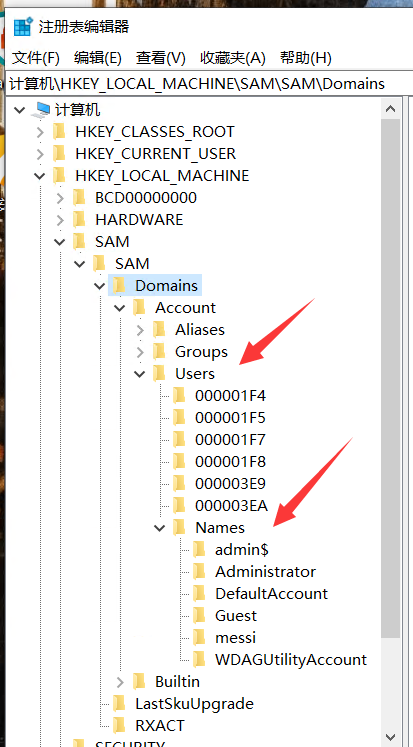 注册表编辑器
文件(F) 编辑(E) 查看(V) 收藏夹(A) 帮助(H)
计算机\HKEY_LOCAL_MACHINE\SAM\SAM\Domains
计算机
HKEY_CLASSES_ROOT
HKEY_CURRENT_USER
HKEY_LOCAL_MACHINE
BCD00000000
HARDWARE
SAM
SAM
Domains
Account
Aliases
Groups
Users
000001F4
000001F5
000001F7
000001F8
000003E9
000003EA
Names
admin$
Administrator
DefaultAccount
Guest
messi
WDAGUtilityAccount
Builtin
LastSkuUpgrade
RXACT
SECURITY